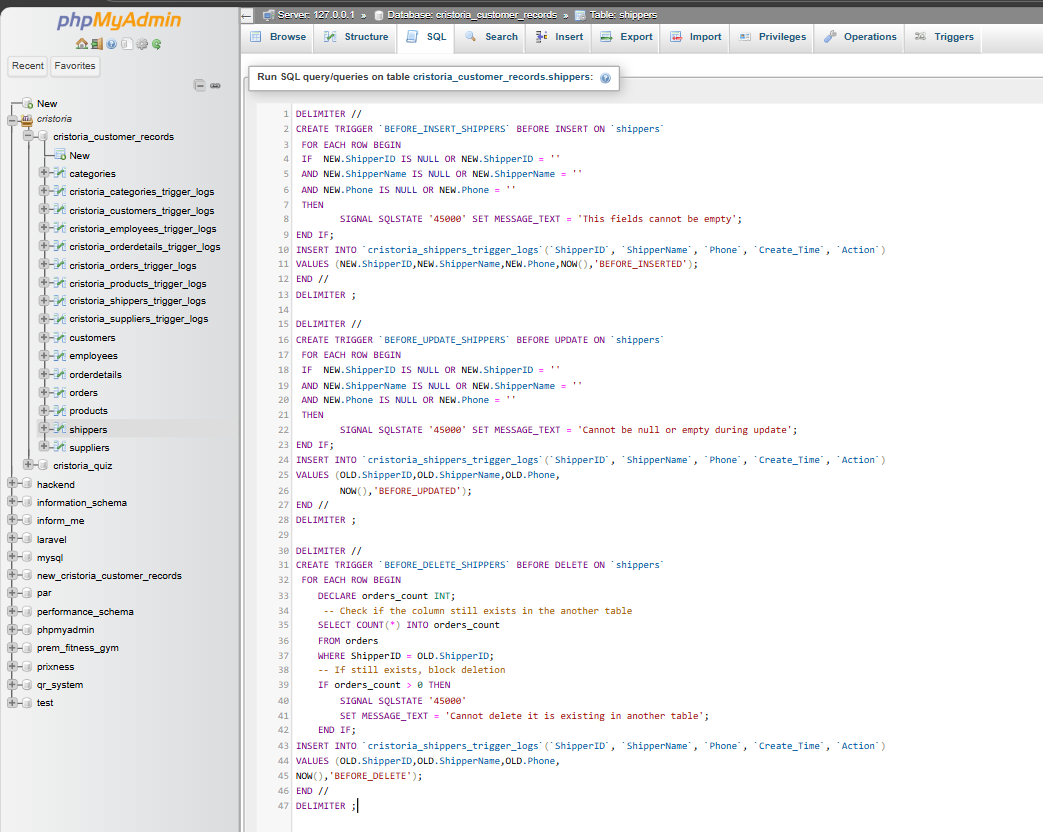 phpMyAdmin
Recent
Favorites
New
cristoria
cristoria_customer_records
New
categories
cristoria_categories_trigger_logs
cristoria_customers_trigger_logs
cristoria_employees_trigger_logs
cristoria_orderdetails_trigger_logs
cristoria_orders_trigger_logs
cristoria_products_trigger_logs
cristoria_shippers_trigger_logs
cristoria_suppliers_trigger_logs
customers
employees
orderdetails
orders
products
shippers
suppliers
cristoria_quiz
hackend
information_schema
inform_me
laravel
mysql
new_cristoria_customer_records
par
performance_schema
phpmyadmin
prem_fitness_gym
prixness
qr_system
test
Server: 127.0.0.1 » Database: cristoria_customer_records » Table: shippers
Browse Structure SQL Search Insert Export Import Privileges Operations Triggers
Run SQL query/queries on table cristoria_customer_records.shippers:
1 DELIMITER //
2 CREATE TRIGGER `BEFORE_INSERT_SHIPPERS` BEFORE INSERT ON `shippers`
3 FOR EACH ROW BEGIN
4 IF NEW.ShipperID IS NULL OR NEW.ShipperID = ''
5 AND NEW.ShipperName IS NULL OR NEW.ShipperName = ''
6 AND NEW.Phone IS NULL OR NEW.Phone = ''
7 THEN
8 SIGNAL SQLSTATE '45000' SET MESSAGE_TEXT = 'This fields cannot be empty';
9 END IF;
10 INSERT INTO `cristoria_shippers_trigger_logs`(`ShipperID`, `ShipperName`, `Phone`, `Create_Time`, `Action`)
11 VALUES (NEW.ShipperID,NEW.ShipperName,NEW.Phone,NOW(),'BEFORE_INSERTED');
12 END //
13 DELIMITER ;
14
15 DELIMITER //
16 CREATE TRIGGER `BEFORE_UPDATE_SHIPPERS` BEFORE UPDATE ON `shippers`
17 FOR EACH ROW BEGIN
18 IF NEW.ShipperID IS NULL OR NEW.ShipperID = ''
19 AND NEW.ShipperName IS NULL OR NEW.ShipperName = ''
20 AND NEW.Phone IS NULL OR NEW.Phone = ''
21 THEN
22 SIGNAL SQLSTATE '45000' SET MESSAGE_TEXT = 'Cannot be null or empty during update';
23 END IF;
24 INSERT INTO `cristoria_shippers_trigger_logs`(`ShipperID`, `ShipperName`, `Phone`, `Create_Time`, `Action`)
25 VALUES (OLD.ShipperID,OLD.ShipperName,OLD.Phone,
26 NOW(),'BEFORE_UPDATED');
27 END //
28 DELIMITER ;
29
30 DELIMITER //
31 CREATE TRIGGER `BEFORE_DELETE_SHIPPERS` BEFORE DELETE ON `shippers`
32 FOR EACH ROW BEGIN
33 DECLARE orders_count INT;
34 -- Check if the column still exists in the another table
35 SELECT COUNT(*) INTO orders_count
36 FROM orders
37 WHERE ShipperID = OLD.ShipperID;
38 -- If still exists, block deletion
39 IF orders_count > 0 THEN
40 SIGNAL SQLSTATE '45000'
41 SET MESSAGE_TEXT = 'Cannot delete it is existing in another table';
42 END IF;
43 INSERT INTO `cristoria_shippers_trigger_logs`(`ShipperID`, `ShipperName`, `Phone`, `Create_Time`, `Action`)
44 VALUES (OLD.ShipperID,OLD.ShipperName,OLD.Phone,
45 NOW(),'BEFORE_DELETE');
46 END //
47 DELIMITER ;